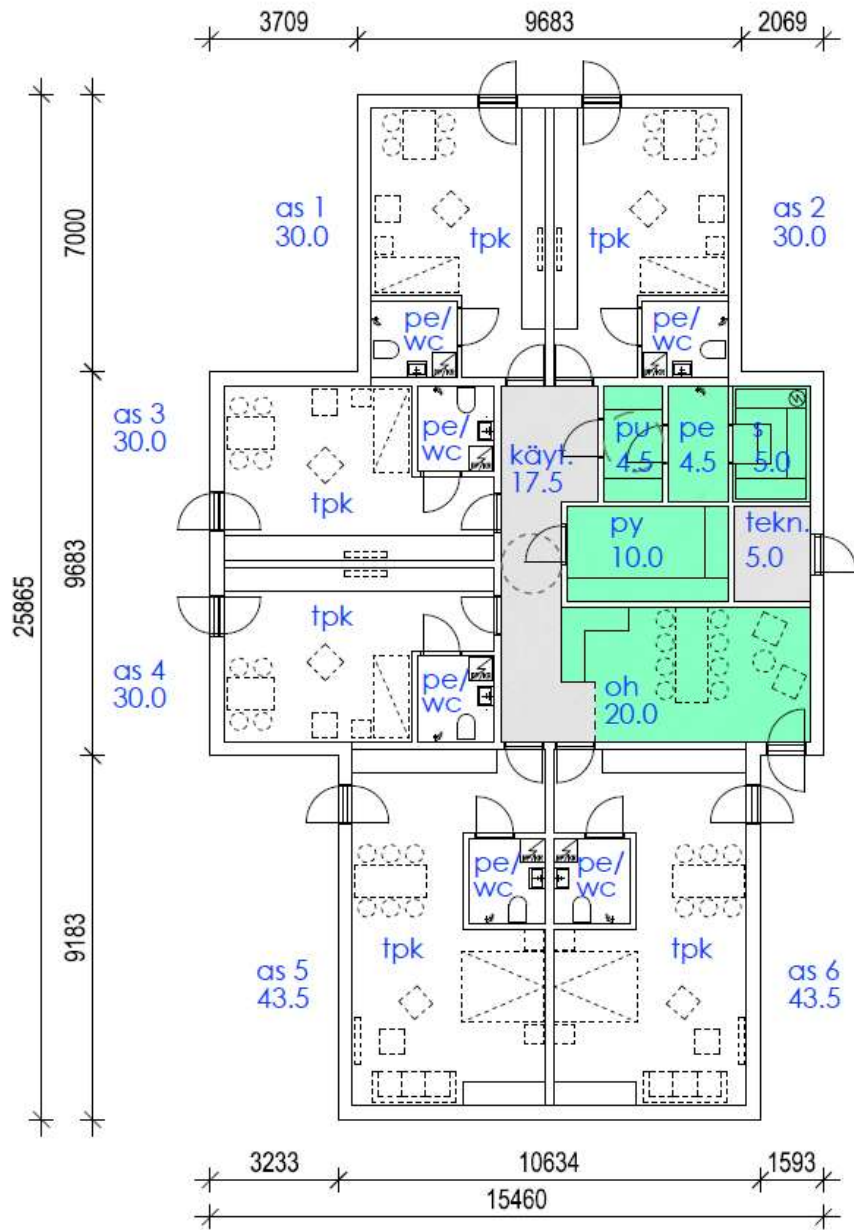 3709
9683
2069
7000
as 1
30.0
tpk
tpk
as 2
30.0
pe/
wc
pe/
wc
as 3
30.0
tpk
pe/
wc
käyt.
17.5
pu
4.5
pe
4.5
s
5.0
py
10.0
tekn.
5.0
25865
9683
as 4
30.0
tpk
pe/
wc
oh
20.0
9183
pe/
wc
pe/
wc
as 5
43.5
tpk
tpk
as 6
43.5
3233
10634
1593
15460